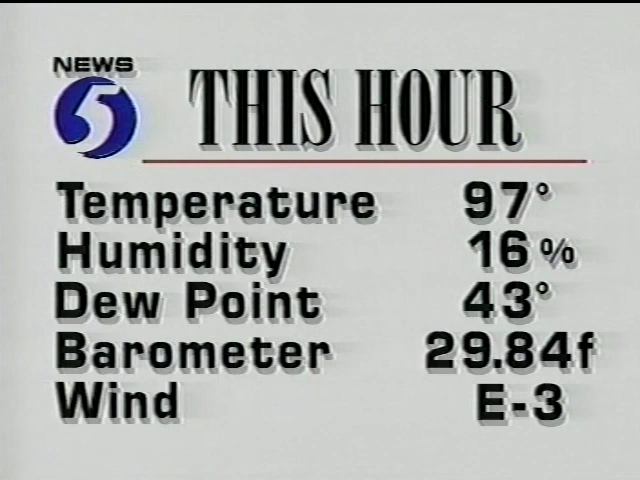 NEWS
5
THIS HOUR
Temperature 97°
Humidity 16%
Dew Point 43°
Barometer 29.84f
Wind E-3